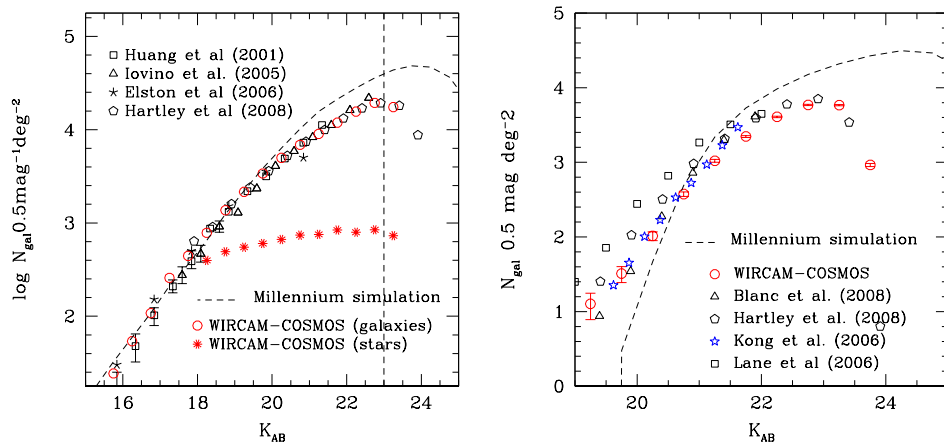 5
4
3
2
16
18
20
22
24
log N_gal 0.5mag⁻¹deg⁻²
K_AB
Huang et al (2001)
Iovino et al. (2005)
Elston et al (2006)
Hartley et al (2008)
Millennium simulation
WIRCAM-COSMOS (galaxies)
WIRCAM-COSMOS (stars)
5
4
3
2
1
0
20
22
24
N_gal 0.5 mag deg-2
K_AB
Millennium simulation
WIRCAM-COSMOS
Blanc et al. (2008)
Hartley et al. (2008)
Kong et al. (2006)
Lane et al (2006)